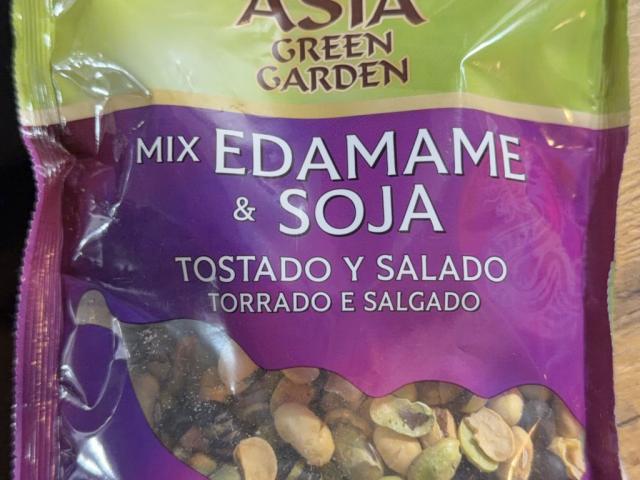 ASIA
GREEN
GARDEN
MIX EDAMAME
& SOJA
TOSTADO Y SALADO
TORRADO E SALGADO